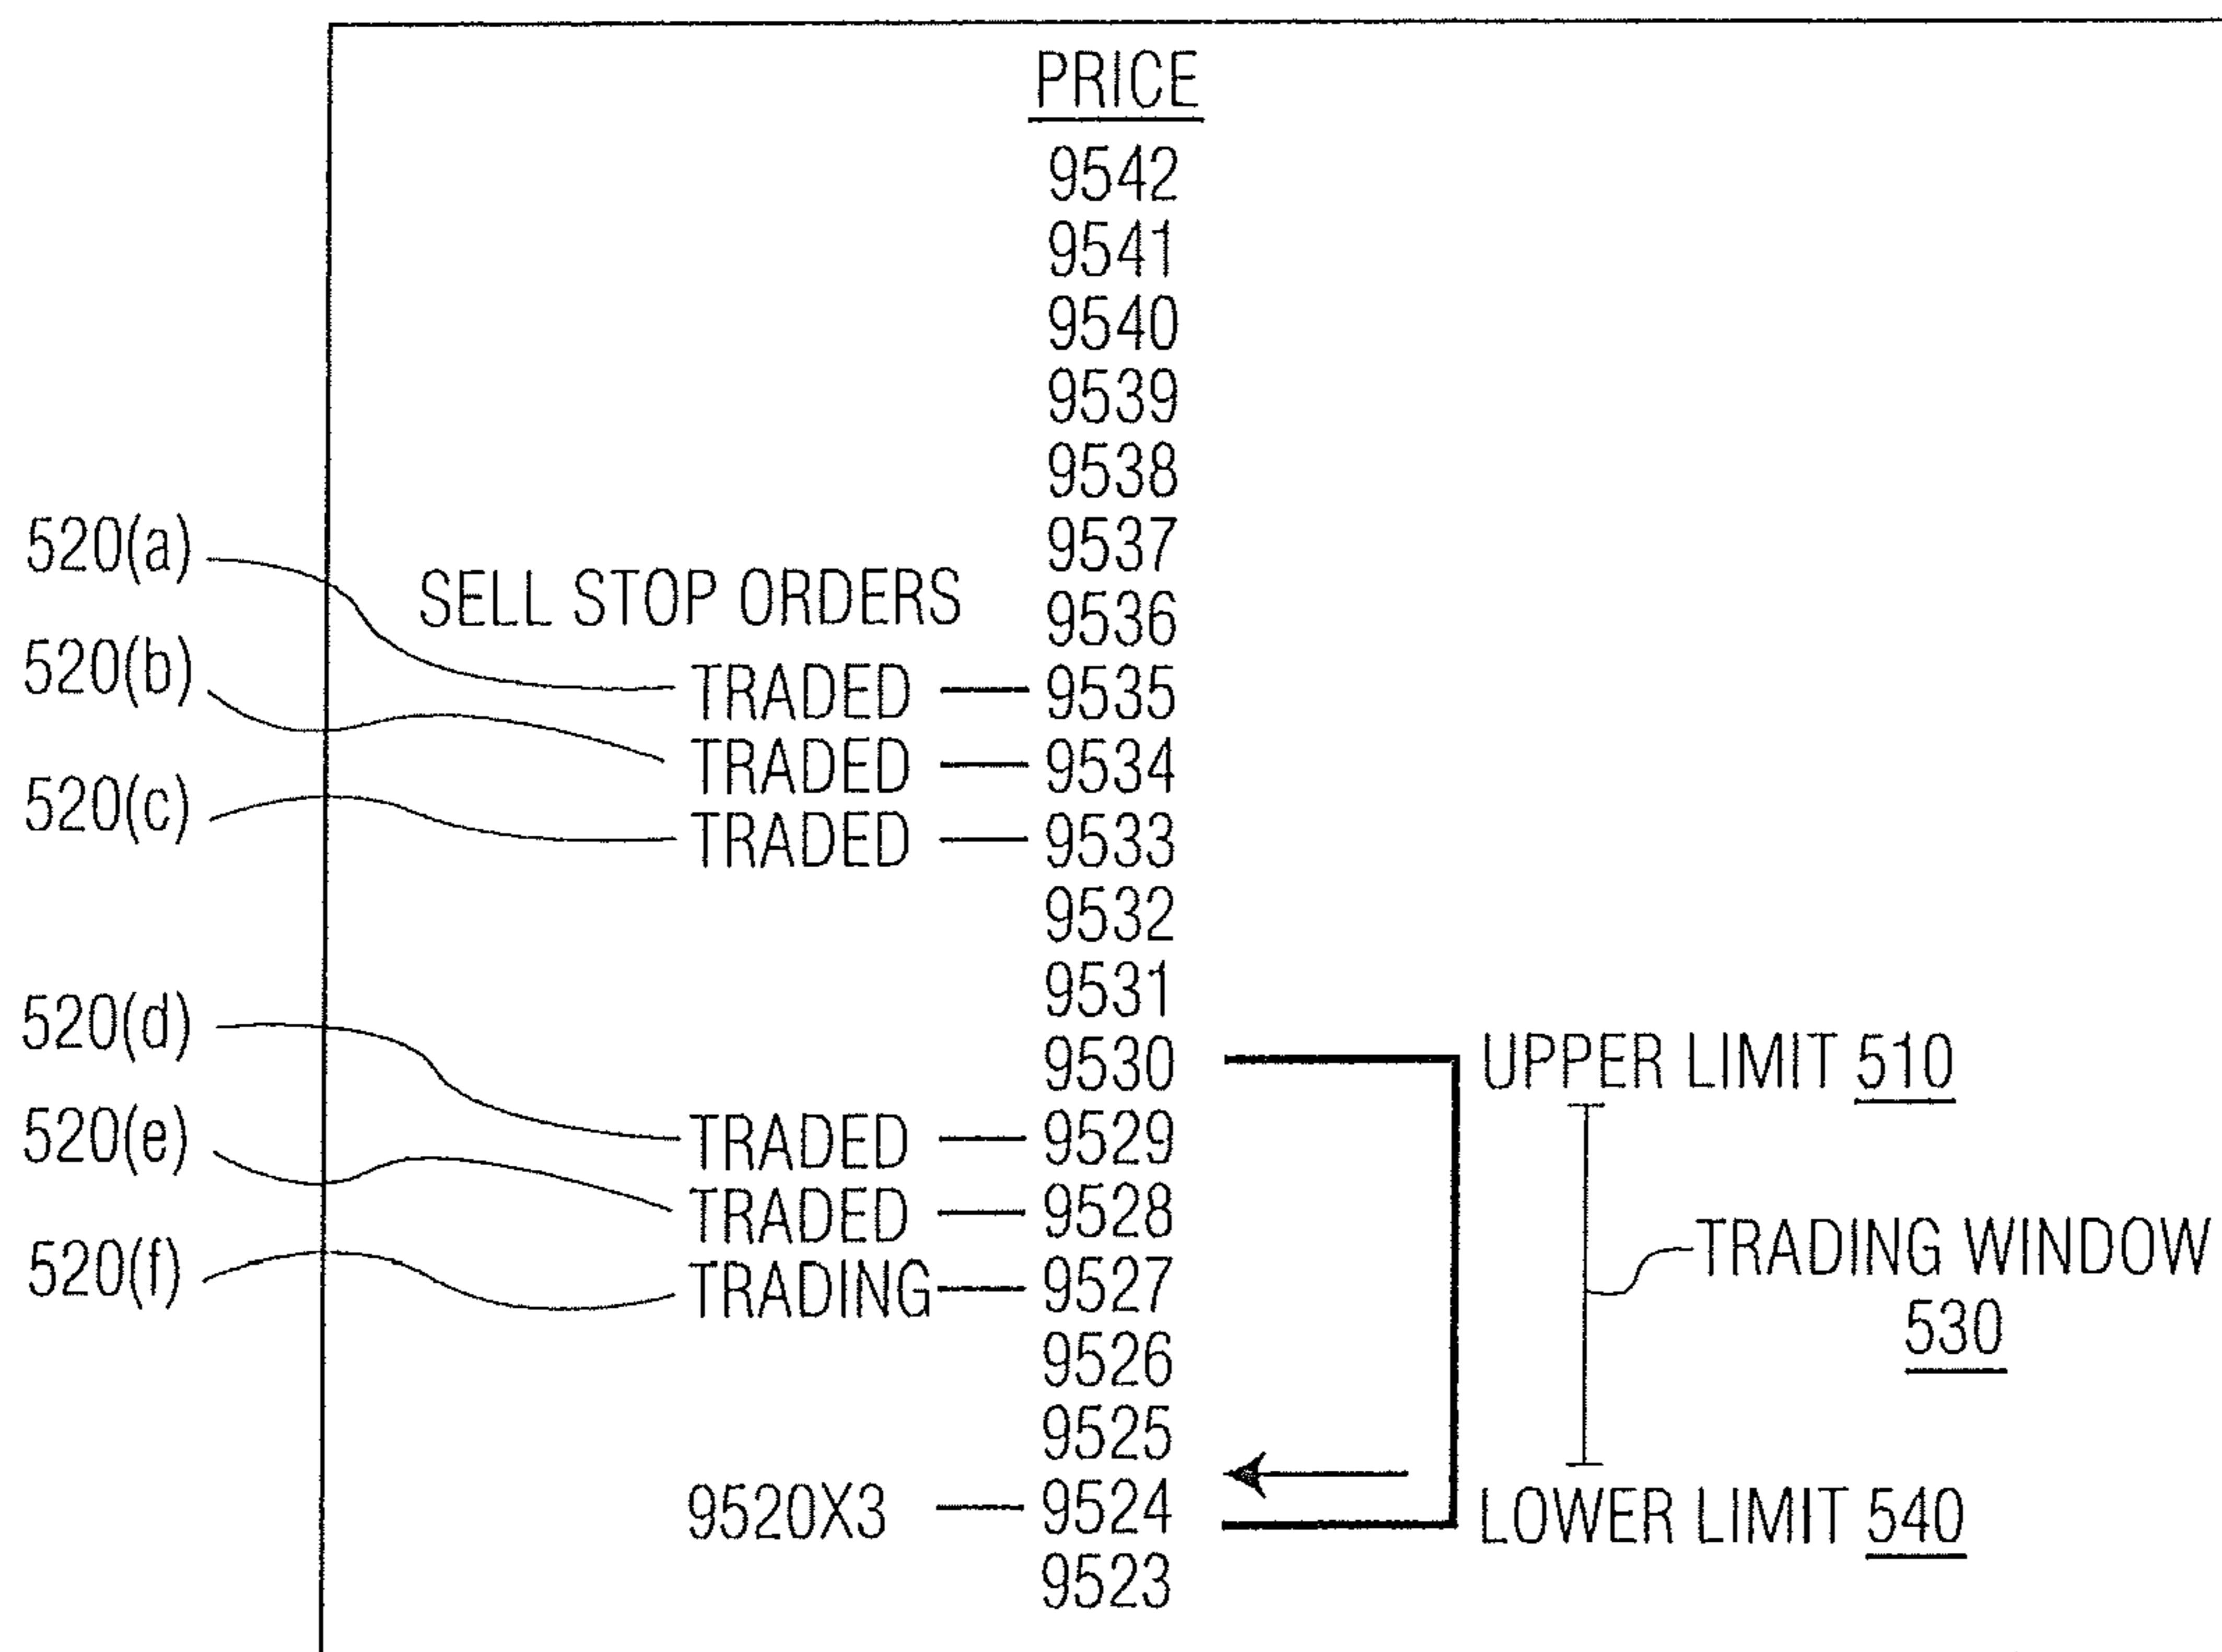 PRICE
9542
9541
9540
9539
9538
9537
520(a)
SELL STOP ORDERS 9536
520(b) TRADED — 9535
TRADED — 9534
520(c) TRADED — 9533
9532
9531
520(d) 9530 UPPER LIMIT 510
520(e) TRADED — 9529
TRADED — 9528 TRADING WINDOW
520(f) TRADING — 9527 530
9526
9525
9520X3 — 9524 LOWER LIMIT 540
9523